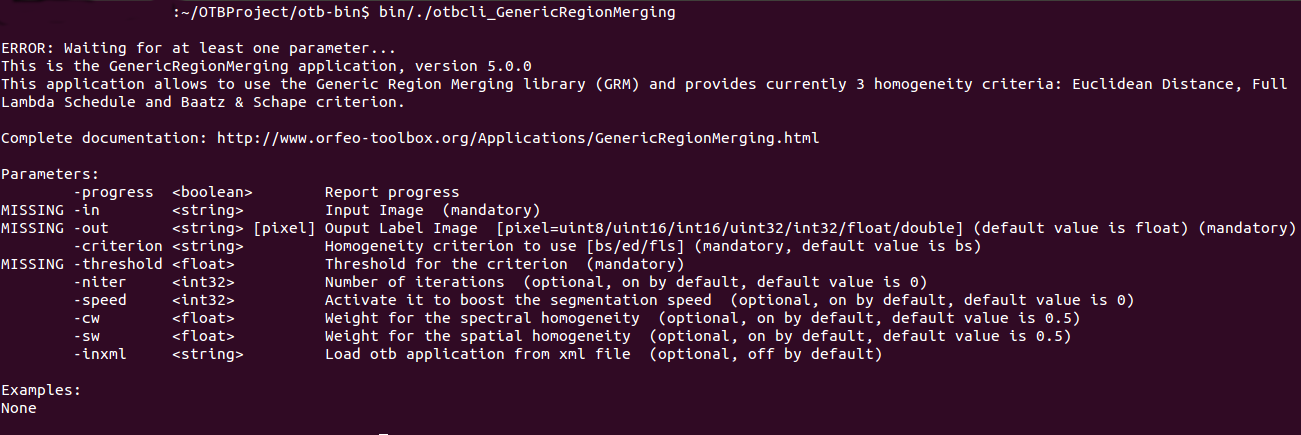 :~/OTBProject/otb-bin$ bin/./otbcli_GenericRegionMerging
ERROR: Waiting for at least one parameter...
This is the GenericRegionMerging application, version 5.0.0
This application allows to use the Generic Region Merging library (GRM) and provides currently 3 homogeneity criteria: Euclidean Distance, Full
Lambda Schedule and Baatz & Schape criterion.
Complete documentation: http://www.orfeo-toolbox.org/Applications/GenericRegionMerging.html
Parameters:
-progress <boolean> Report progress
MISSING -in <string> Input Image (mandatory)
MISSING -out <string> [pixel] Ouput Label Image [pixel=uint8/uint16/int16/uint32/int32/float/double] (default value is float) (mandatory)
-criterion <string> Homogeneity criterion to use [bs/ed/fls] (mandatory, default value is bs)
MISSING -threshold <float> Threshold for the criterion (mandatory)
-niter <int32> Number of iterations (optional, on by default, default value is 0)
-speed <int32> Activate it to boost the segmentation speed (optional, on by default, default value is 0)
-cw <float> Weight for the spectral homogeneity (optional, on by default, default value is 0.5)
-sw <float> Weight for the spatial homogeneity (optional, on by default, default value is 0.5)
-inxml <string> Load otb application from xml file (optional, off by default)
Examples:
None